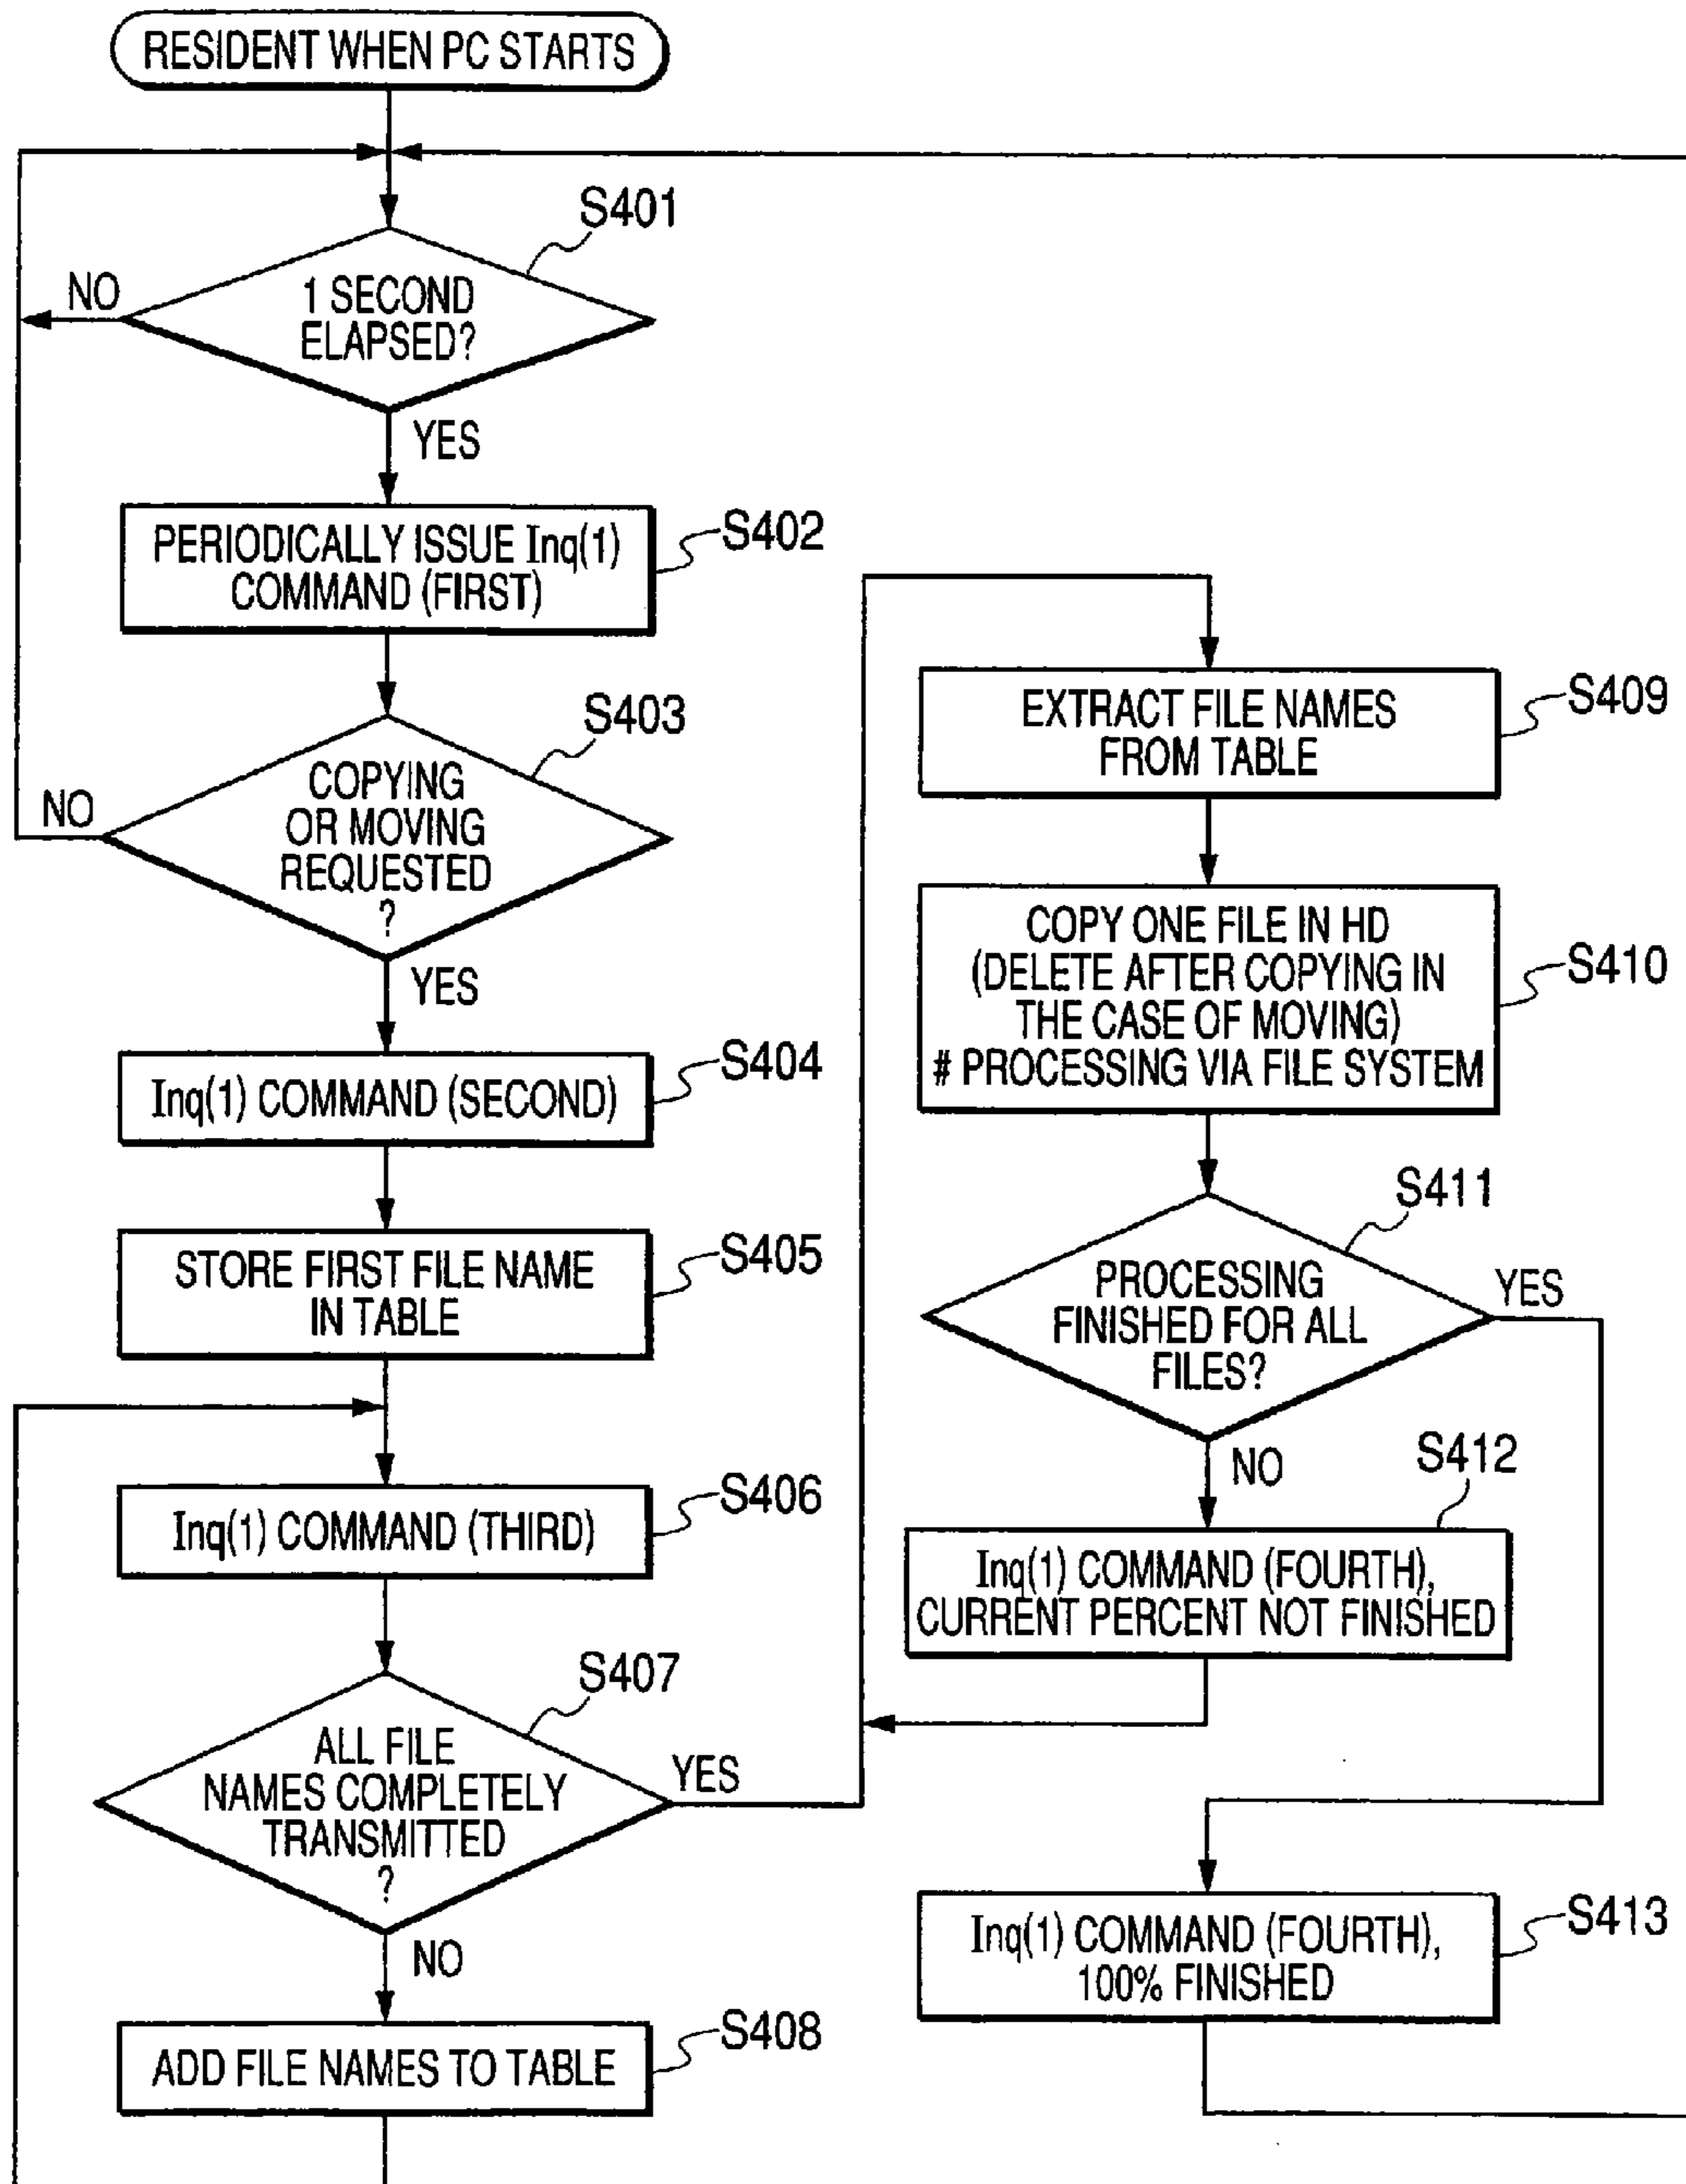 RESIDENT WHEN PC STARTS
S401
1 SECOND
ELAPSED?
NO
YES
PERIODICALLY ISSUE Inq(1)
COMMAND (FIRST)
S402
S403
COPYING
OR MOVING
REQUESTED
?
NO
YES
Inq(1) COMMAND (SECOND)
S404
STORE FIRST FILE NAME
IN TABLE
S405
Inq(1) COMMAND (THIRD)
S406
S407
ALL FILE
NAMES COMPLETELY
TRANSMITTED
?
YES
NO
ADD FILE NAMES TO TABLE
S408
EXTRACT FILE NAMES
FROM TABLE
S409
COPY ONE FILE IN HD
(DELETE AFTER COPYING IN
THE CASE OF MOVING)
# PROCESSING VIA FILE SYSTEM
S410
S411
PROCESSING
FINISHED FOR ALL
FILES?
YES
NO
S412
Inq(1) COMMAND (FOURTH),
CURRENT PERCENT NOT FINISHED
Inq(1) COMMAND (FOURTH),
100% FINISHED
S413